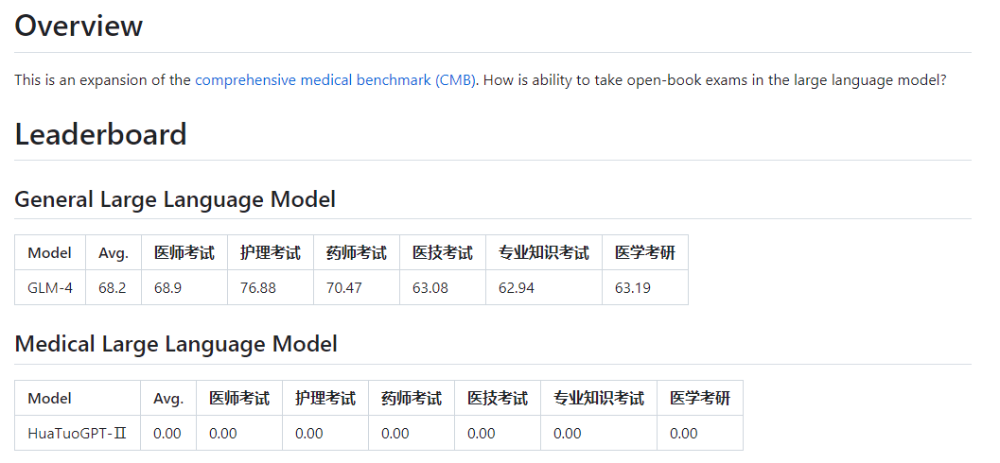 Overview
This is an expansion of the comprehensive medical benchmark (CMB). How is ability to take open-book exams in the large language model?
Leaderboard
General Large Language Model
Model Avg. 医师考试 护理考试 药师考试 医技考试 专业知识考试 医学考研
GLM-4 68.2 68.9 76.88 70.47 63.08 62.94 63.19
Medical Large Language Model
Model Avg. 医师考试 护理考试 药师考试 医技考试 专业知识考试 医学考研
HuaTuoGPT-Ⅱ 0.00 0.00 0.00 0.00 0.00 0.00 0.00